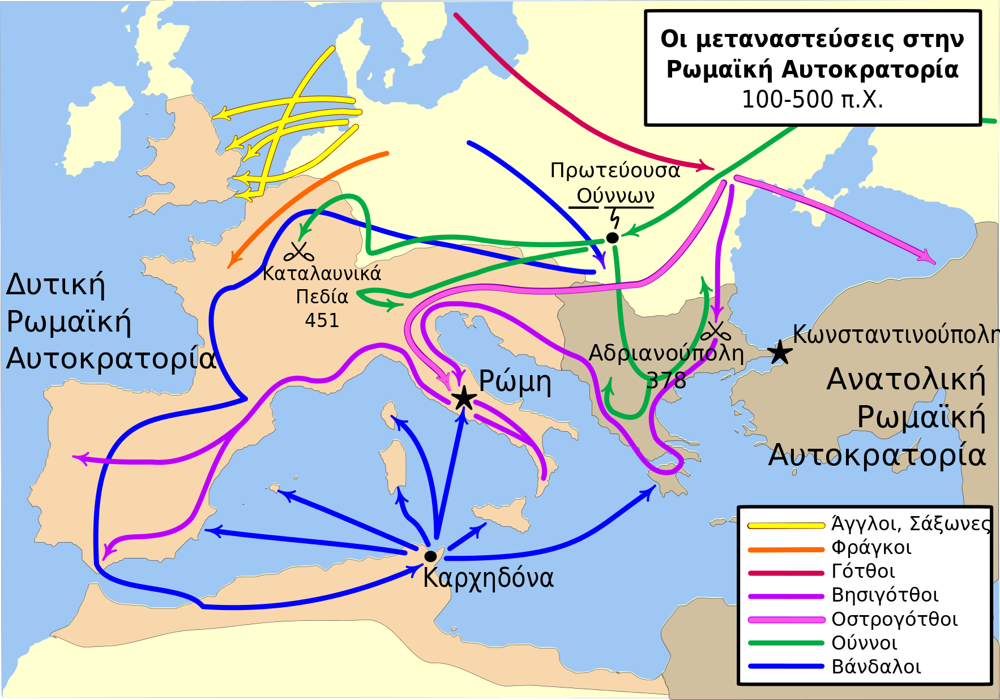 Οι μεταναστεύσεις στην
Ρωμαϊκή Αυτοκρατορία
100-500 π.Χ.
Πρωτεύουσα
Ούννων
Καταλαυνικά
Πεδία
451
Δυτική
Ρωμαϊκή
Αυτοκρατορία
Κωνσταντινούπολη
Αδριανούπολη
378
Ρώμη
Ανατολική
Ρωμαϊκή
Αυτοκρατορία
Καρχηδόνα
Άγγλοι, Σάξωνες
Φράγκοι
Γότθοι
Βησιγότθοι
Οστρογότθοι
Ούννοι
Βάνδαλοι